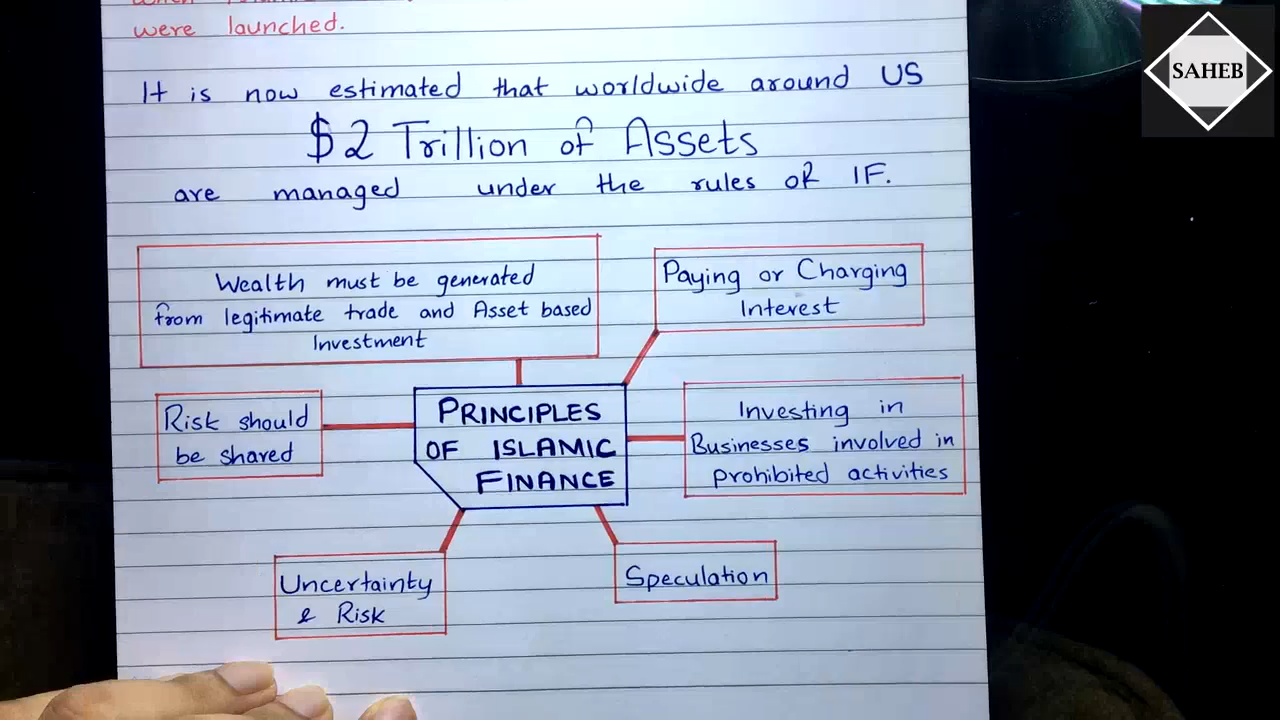 were launched.
SAHEB
It is now estimated that worldwide around US
$2 Trillion of Assets
are managed under the rules of IF.
Wealth must be generated
from legitimate trade and Asset based
Investment
Paying or Charging
Interest
Risk should
be shared
PRINCIPLES
OF ISLAMIC
FINANCE
Investing in
Businesses involved in
prohibited activities
Uncertainty
& Risk
Speculation